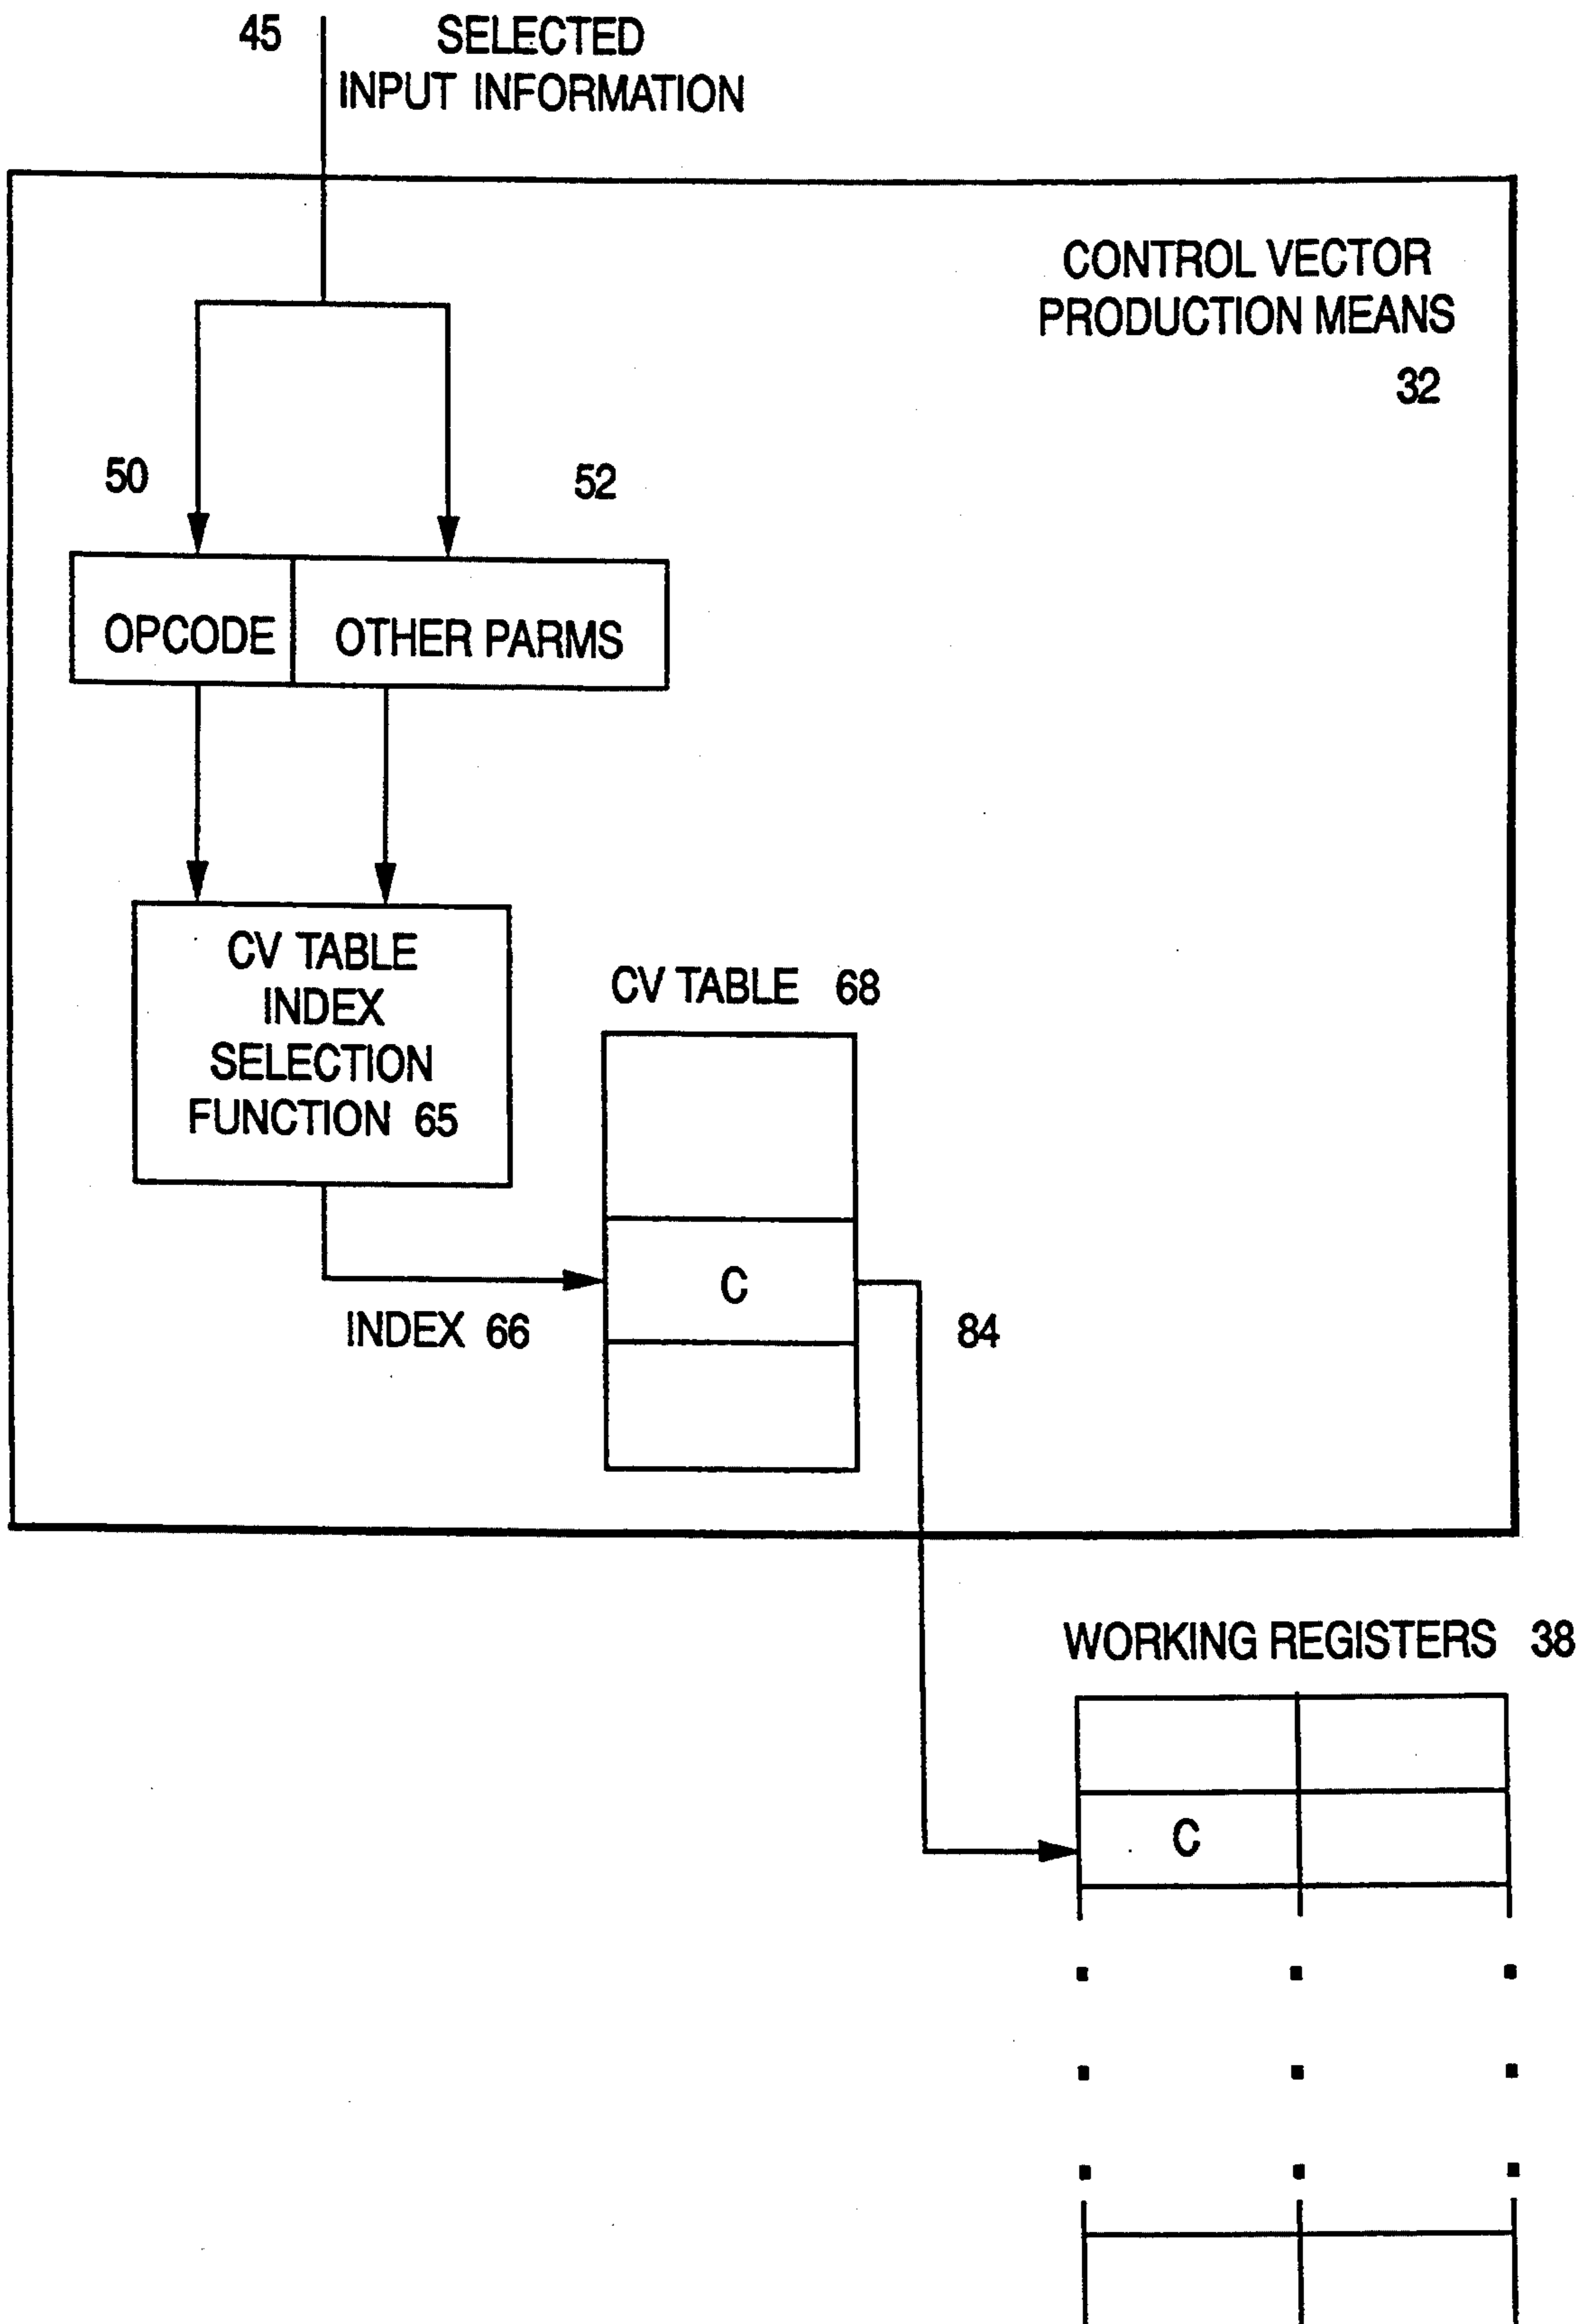 45
SELECTED
INPUT INFORMATION
CONTROL VECTOR
PRODUCTION MEANS
32
50
52
OPCODE
OTHER PARMS
CV TABLE
INDEX
SELECTION
FUNCTION 65
CV TABLE 68
C
INDEX 66
84
WORKING REGISTERS 38
C